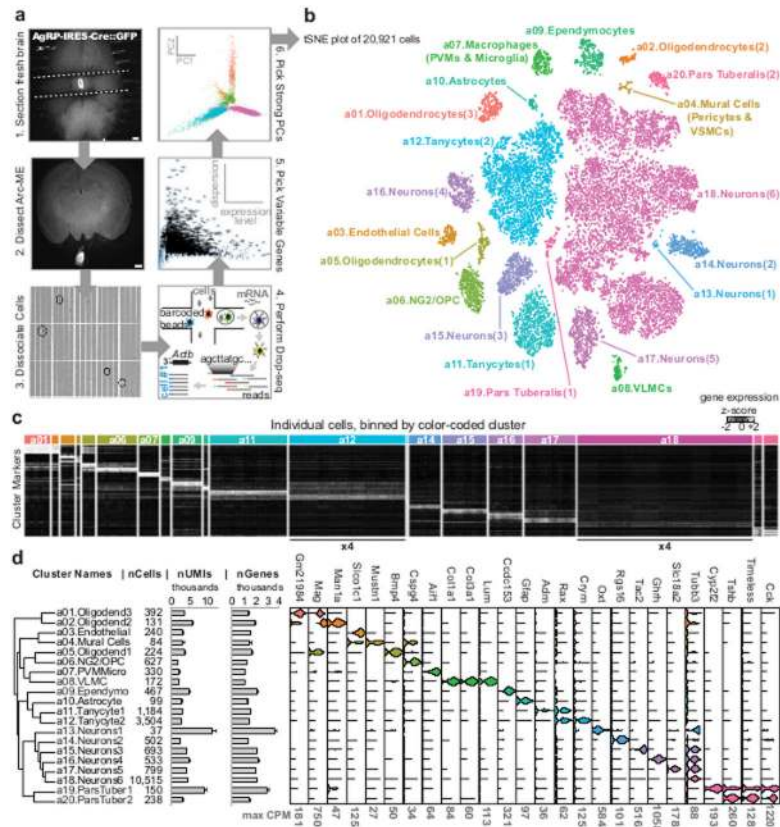 a
AgRP-IRES-Cre::GFP
1. Section fresh brain
2. Dissect Arc-ME
3. Dissociate Cells
4. Perform Drop-seq
cells
mRNA
barcoded
beads
Actb
3'
agcttatgc...
cell #1
reads
5. Pick Variable Genes
dispersion
expression
level
6. Pick Strong PCs
PC2
PC1
b
tSNE plot of 20,921 cells
a09.Ependymocytes
a07.Macrophages
(PVMs & Microglia)
a02.Oligodendrocytes(2)
a20.Pars Tuberalis(2)
a10.Astrocytes
a04.Mural Cells
(Pericytes &
VSMCs)
a01.Oligodendrocytes(3)
a12.Tanycytes(2)
a16.Neurons(4)
a18.Neurons(6)
a03.Endothelial Cells
a05.Oligodendrocytes(1)
a14.Neurons(2)
a06.NG2/OPC
a13.Neurons(1)
a15.Neurons(3)
a17.Neurons(5)
a11.Tanycytes(1)
a08.VLMCs
a19.Pars Tuberalis(1)
gene expression
z-score
-2 0 +2
c
Individual cells, binned by color-coded cluster
a01 a06 a07 a09 a11 a12 a14 a15 a16 a17 a18
Cluster Markers
x4 x4
d
Cluster Names | nCells | nUMIs | nGenes
thousands thousands
0 5 10 0 1 2 3 4
Gm21984 Mag Man1a Slco1c1 Mustn1 Bmp4 Cspg4 Aif1 Col1a1 Col3a1 Lum Ccdc153 Gfap Adm Rax Crym Oxt Rgs16 Tac2 Ghrh Slc18a2 Tubb3 Cyp2f2 Tshb Timeless Cck
a01.Oligodend3 392
a02.Oligodend2 131
a03.Endothelial 240
a04.Mural Cells 84
a05.Oligodend1 224
a06.NG2/OPC 627
a07.PVMMicro 330
a08.VLMC 172
a09.Ependymo 467
a10.Astrocyte 99
a11.Tanycyte1 1,184
a12.Tanycyte2 3,504
a13.Neurons1 37
a14.Neurons2 502
a15.Neurons3 693
a16.Neurons4 533
a17.Neurons5 799
a18.Neurons6 10,515
a19.ParsTuber1 150
a20.ParsTuber2 238
max CPM 181 750 47 125 27 50 34 64 84 60 113 321 97 36 62 125 584 101 516 1050 178 88 193 260 128 1220